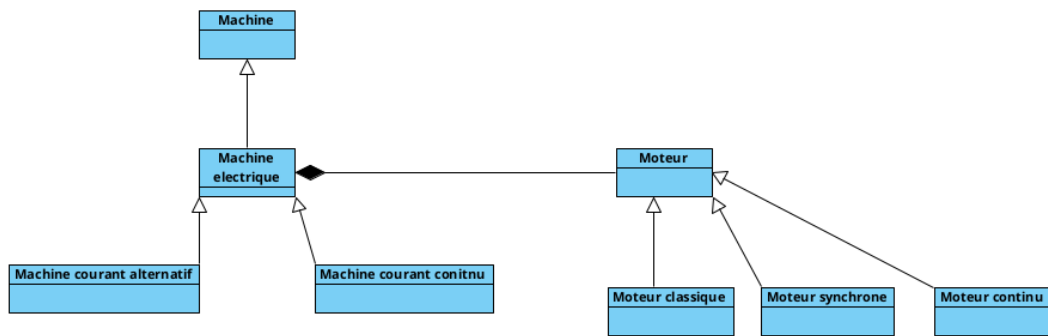 Machine
Machine
electrique
Moteur
Machine courant alternatif
Machine courant conitnu
Moteur classique
Moteur synchrone
Moteur continu